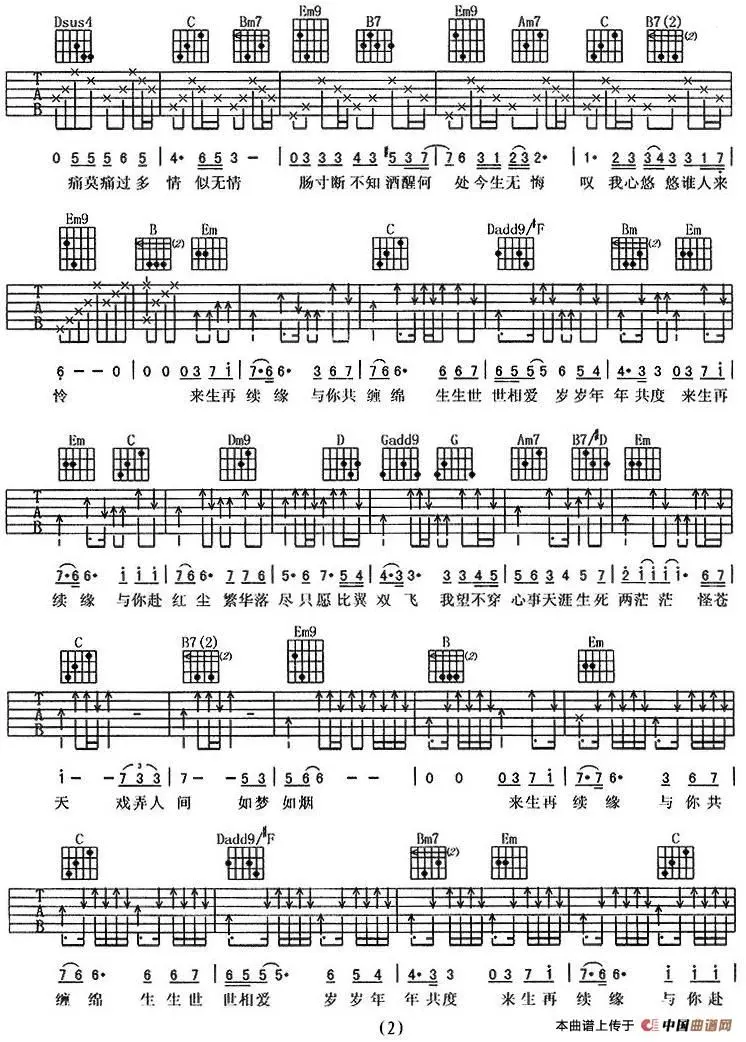 Dsus4 C Bm7 Em9 B7 Em9 Am7 C B7(2)
(2) (2)
T A B
0 5 5 5 6 5 | 4· 6 5 3 - | 0 3 3 3 4 3 #5 3 7 | 7 6 3 1 2 3 2· | 1· 2 3 3 4 3 3 1 7 |
痛莫痛过多 情 似无情 肠寸断不知 酒醒何 处今生无 悔 叹 我心悠 悠谁人来
Em9 B Em C Dadd9/#F Bm Em
(2) (2)
T A B
6 - - 0 | 0 0 0 3 7 i | 7·6 6· 3 6 7 | 7 6 6· 6 6 7 | 6 5 5 5 6 5 4 | 4·3 3 0 3 7 i |
怜 来生再 续缘 与你共 缠绵 生生世 世相爱 岁岁年 年共度 来生再
Em C Dm9 D Gadd9 G Am7 B7/#D Em
T A B
7·6 6· i i i | 7 6 6· 7 7 6 | 5 3 6 7·5 4 | 4·3 3 3 3 4 5 | 5 6 3 4 5 7 | 2 i i i i· 6 7 |
续缘 与你赴 红尘 繁华落 尽只愿比翼 双飞 我望不穿 心事天涯生死 两茫茫 怪苍
C B7(2) Em9 B Em
(2) (2)
T A B
i - 7 3 3 | 7 - 5 3 | 5 6 6 - - | 0 0 0 3 7 i | 7·7 6· 3 6 7 |
3
天 戏弄人 间 如梦 如烟 来生再 续缘 与你共
C Dadd9/#F Bm7 Em C
(2)
T A B
7 6 6· 6 6 7 | 6 5 5 5· 6 5 4 | 4·3 3 0 3 7 i | 7·6 6· i i i |
缠绵 生生世 世相爱 岁岁年 年共度 来生再 续缘 与你赴
(2)
本曲谱上传于 中国曲谱网